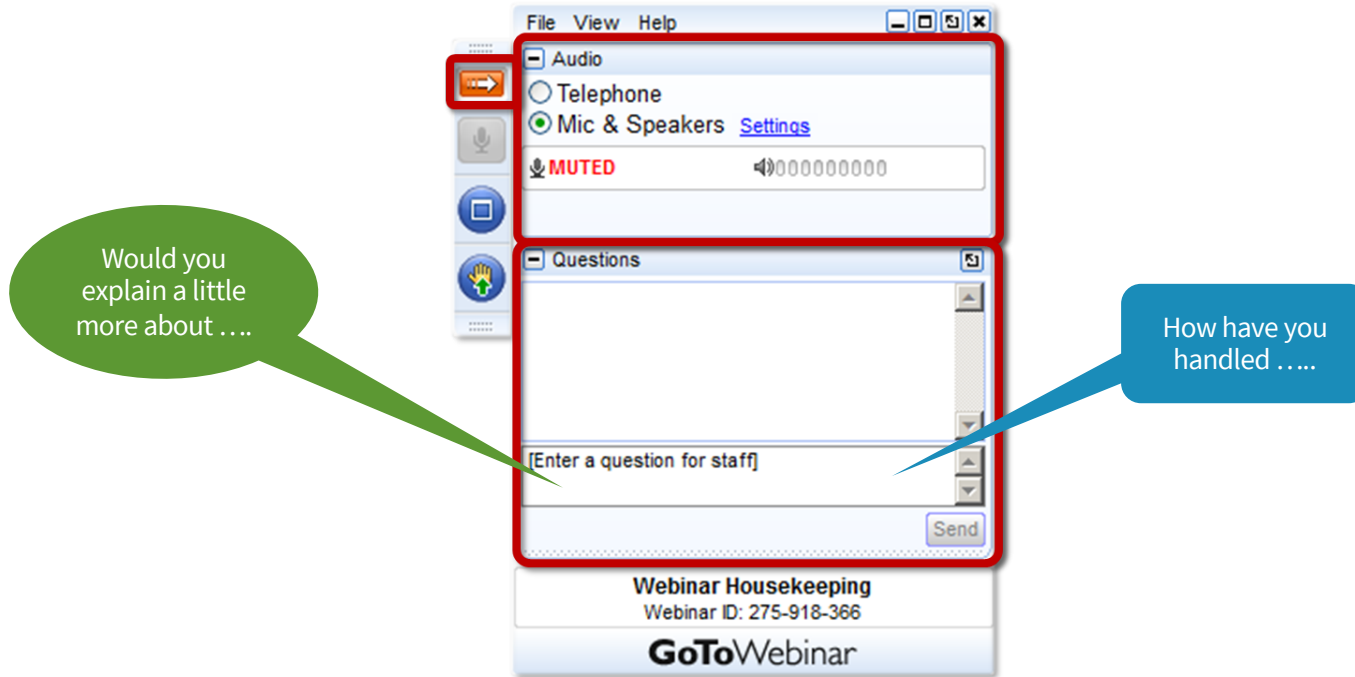 File View Help
Audio
Telephone
Mic & Speakers Settings
MUTED 000000000
Would you
explain a little
more about ….
Questions
How have you
handled …..
[Enter a question for staff]
Send
Webinar Housekeeping
Webinar ID: 275-918-366
GoToWebinar